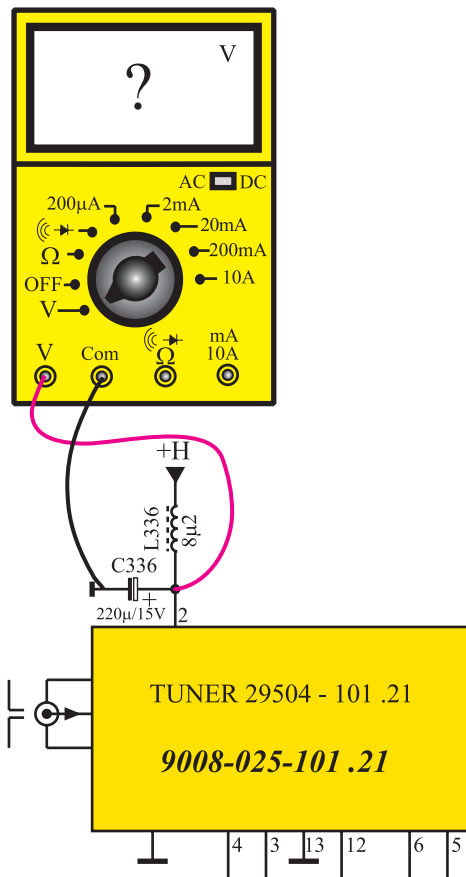 V
?
AC DC
200µA 2mA
20mA
Ω 200mA
OFF 10A
V
V Com Ω mA
10A
+H
L336
8µ2
C336
+
220µ/15V 2
TUNER 29504 - 101 .21
9008-025-101 .21
4 3 13 12 6 5